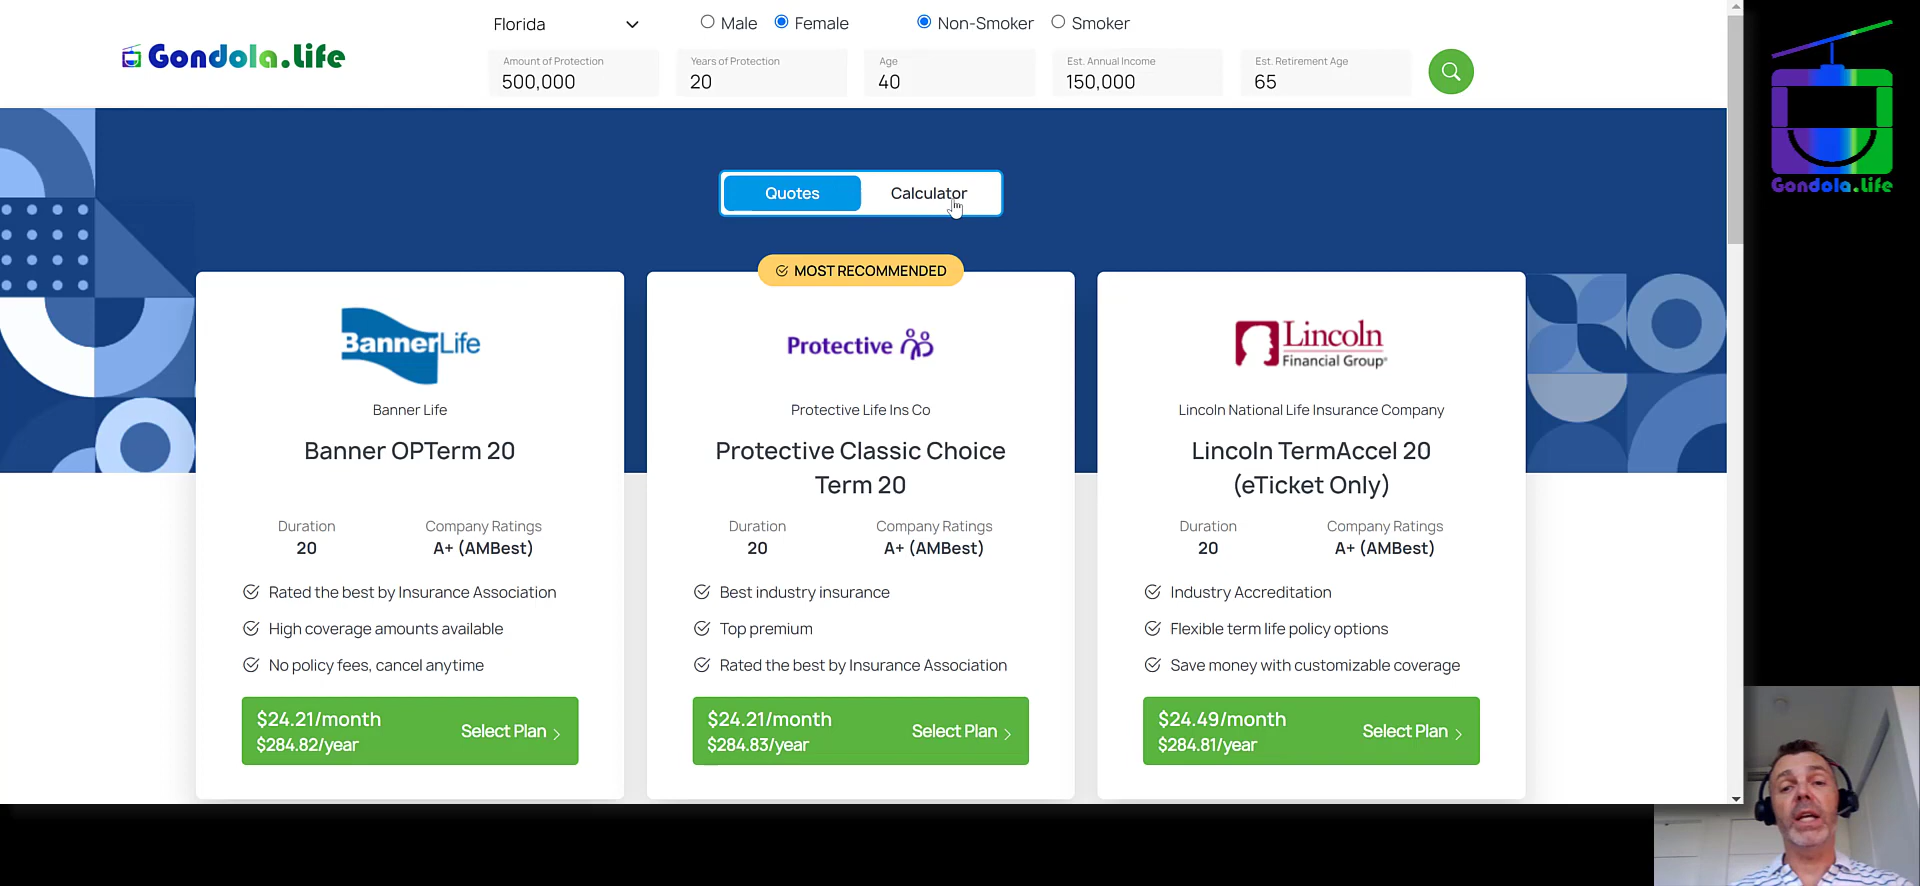 Gondola.Life
Florida
Male
Female
Non-Smoker
Smoker
Amount of Protection
500,000
Years of Protection
20
Age
40
Est. Annual Income
150,000
Est. Retirement Age
65
Gondola.Life
Quotes
Calculator
MOST RECOMMENDED
BannerLife
Banner Life
Banner OPTerm 20
Duration
20
Company Ratings
A+ (AMBest)
Rated the best by Insurance Association
High coverage amounts available
No policy fees, cancel anytime
$24.21/month
$284.82/year
Select Plan
Protective
Protective Life Ins Co
Protective Classic Choice
Term 20
Duration
20
Company Ratings
A+ (AMBest)
Best industry insurance
Top premium
Rated the best by Insurance Association
$24.21/month
$284.83/year
Select Plan
Lincoln
Financial Group®
Lincoln National Life Insurance Company
Lincoln TermAccel 20
(eTicket Only)
Duration
20
Company Ratings
A+ (AMBest)
Industry Accreditation
Flexible term life policy options
Save money with customizable coverage
$24.49/month
$284.81/year
Select Plan